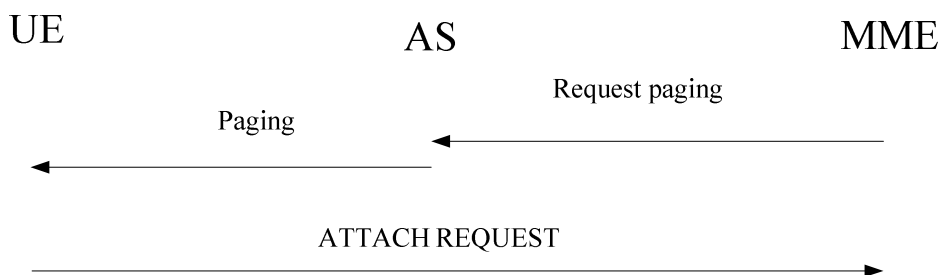 UE
AS
MME
Request paging
Paging
ATTACH REQUEST